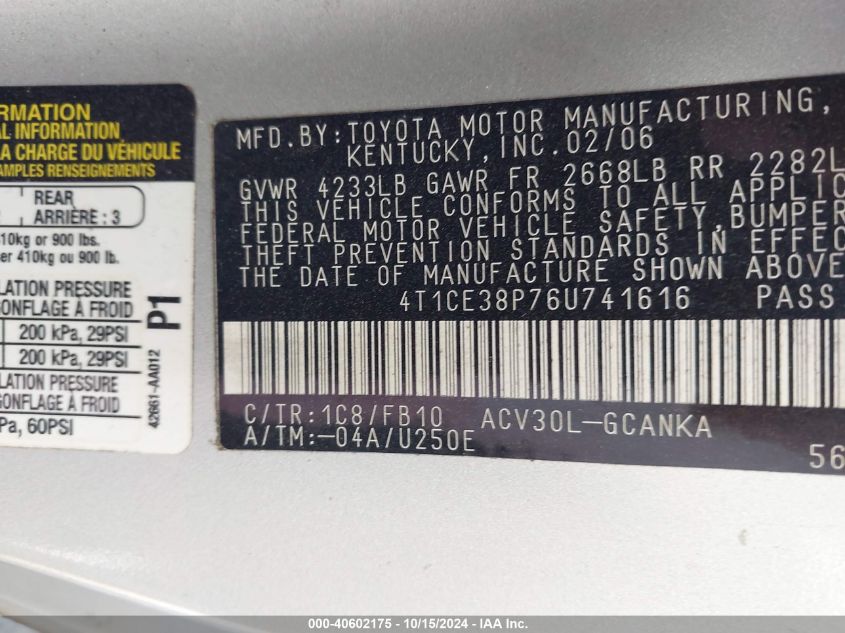 RMATION
AL INFORMATION
LA CHARGE DU VÉHICULE
AMPLES RENSEIGNEMENTS
REAR
ARRIÈRE : 3
10kg or 900 lbs.
er 410kg ou 900 lb.
LATION PRESSURE
GONFLAGE À FROID
200 kPa, 29PSI
200 kPa, 29PSI
LATION PRESSURE
GONFLAGE À FROID
Pa, 60PSI
P1
42661-AA012
MFD.BY:TOYOTA MOTOR MANUFACTURING,
KENTUCKY,INC.02/06
GVWR 4233LB GAWR FR 2668LB RR 2282L
THIS VEHICLE CONFORMS TO ALL APPLIC
FEDERAL MOTOR VEHICLE SAFETY,BUMPER
THEFT PREVENTION STANDARDS IN EFFEC
THE DATE OF MANUFACTURE SHOWN ABOVE
4T1CE38P76U741616 PASS
C/TR:1C8/FB10 ACV30L-GCANKA
A/TM:-04A/U250E
56
000-40602175 - 10/15/2024 - IAAI, Inc.